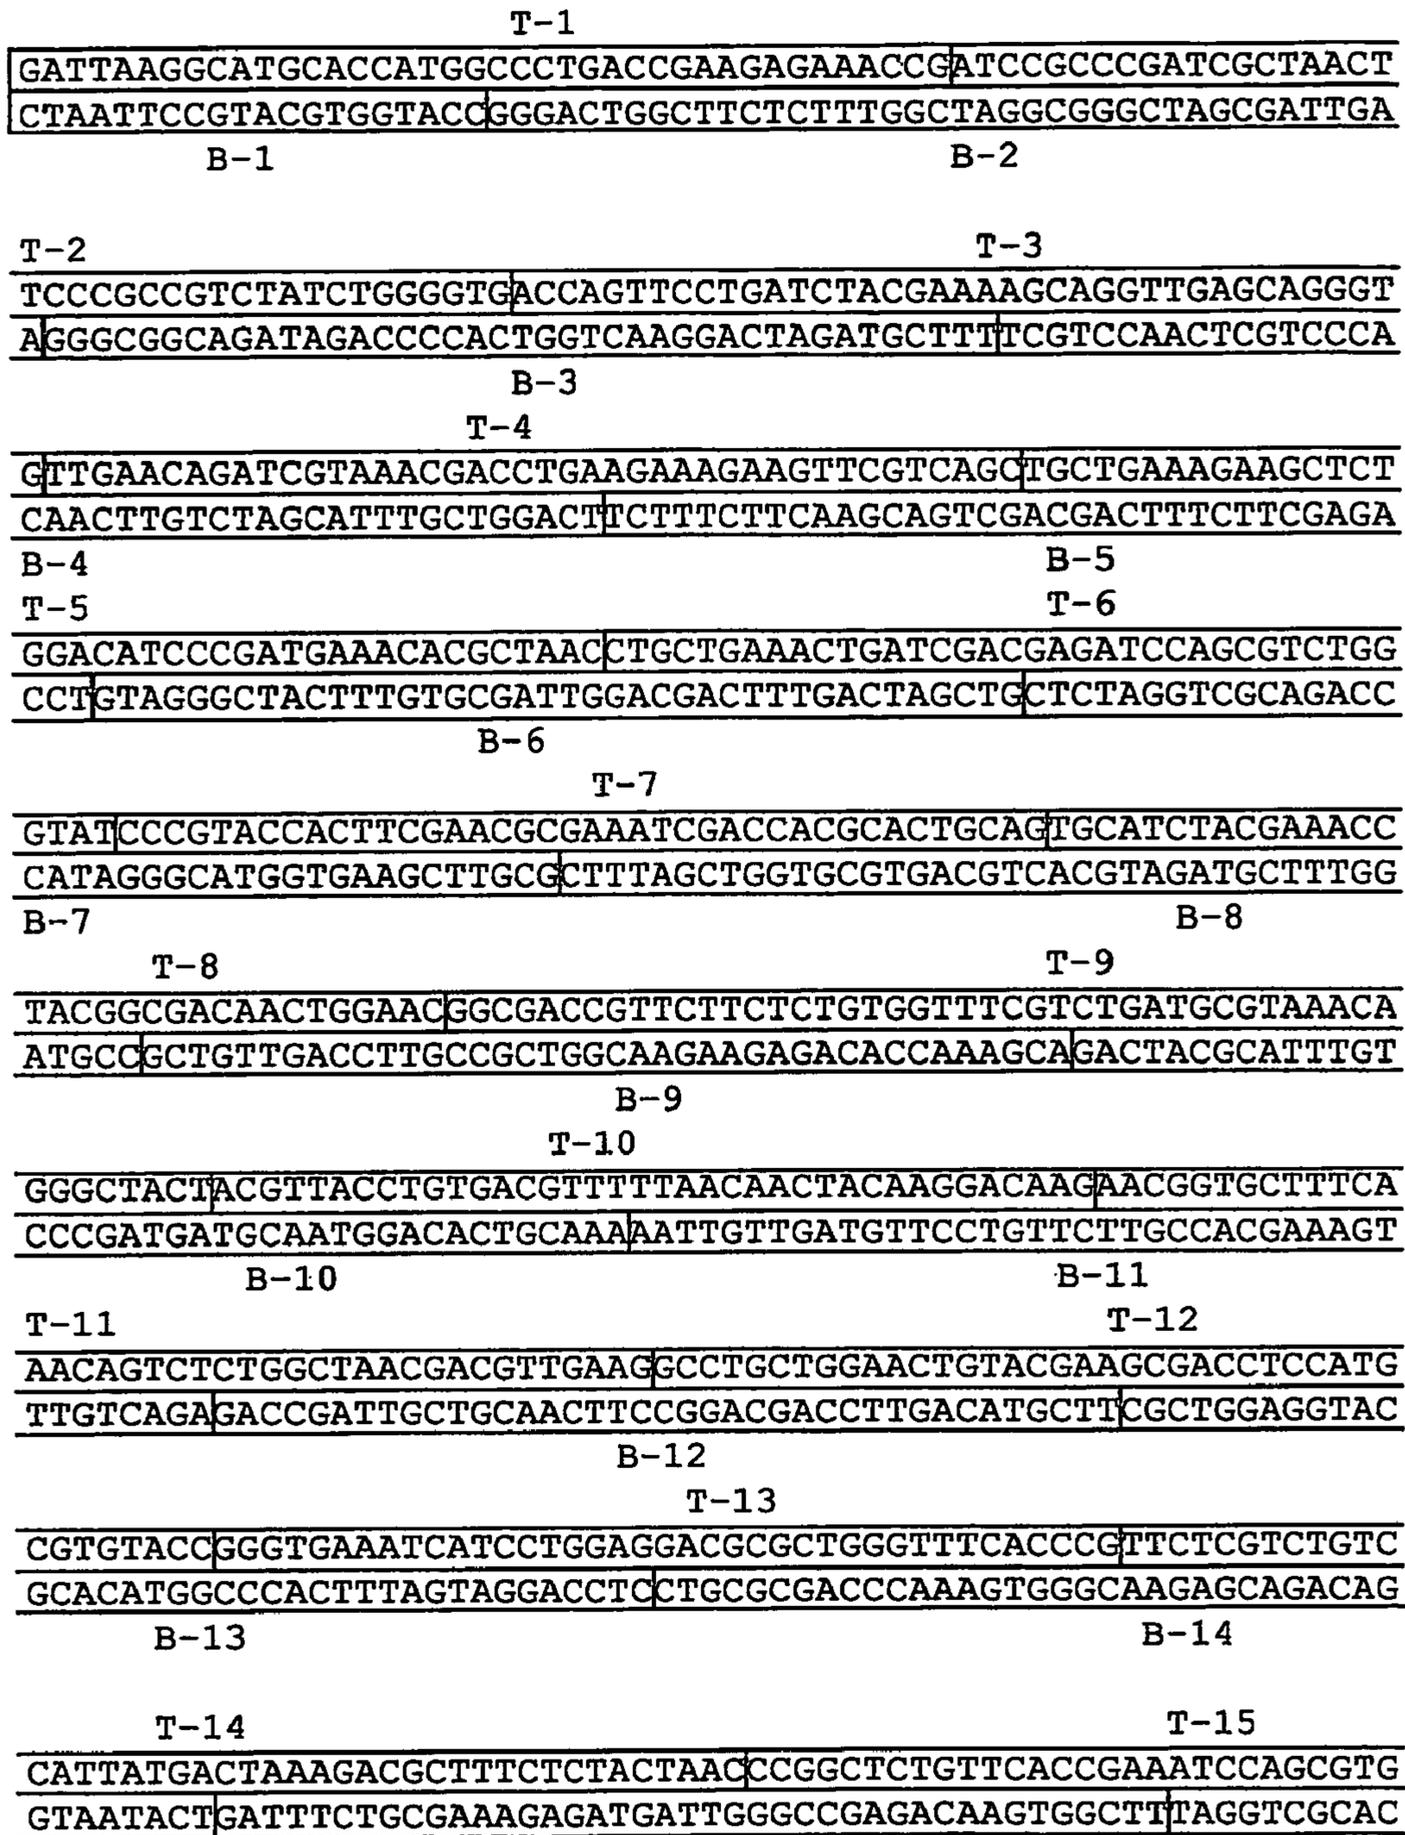 T-1
GATTAAGGCATGCACCATGGCCCTGACCGAAGAGAAACCGATCCGCCCGATCGCTAACT
CTAATTCCGTACGTGGTACCGGGACTGGCTTCTCTTTGGCTAGGCGGGCTAGCGATTGA
B-1 B-2
T-2 T-3
TCCCGCCGTCTATCTGGGGTGACCAGTTCCTGATCTACGAAAAGCAGGTTGAGCAGGGT
AGGGCGGCAGATAGACCCCACTGGTCAAGGACTAGATGCTTTTCGTCCAACTCGTCCCA
B-3
T-4
GTTGAACAGATCGTAAACGACCTGAAGAAAGAAGTTCGTCAGCTGCTGAAAGAAGCTCT
CAACTTGTCTAGCATTTGCTGGACTTCTTTCTTCAAGCAGTCGACGACTTTCTTCGAGA
B-4 B-5
T-5 T-6
GGACATCCCGATGAAACACGCTAACCTGCTGAAACTGATCGACGAGATCCAGCGTCTGG
CCTGTAGGGCTACTTTGTGCGATTGGACGACTTTGACTAGCTGCTCTAGGTCGCAGACC
B-6
T-7
GTATCCCGTACCACTTCGAACGCGAAATCGACCACGCACTGCAGTGCATCTACGAAACC
CATAGGGCATGGTGAAGCTTGCGCTTTAGCTGGTGCGTGACGTCACGTAGATGCTTTGG
B-7 B-8
T-8 T-9
TACGGCGACAACTGGAACGGCGACCGTTCTTCTCTGTGGTTTCGTCTGATGCGTAAACA
ATGCCGCTGTTGACCTTGCCGCTGGCAAGAAGAGACACCAAAGCAGACTACGCATTTGT
B-9
T-10
GGGCTACTACGTTACCTGTGACGTTTTTAACAACTACAAGGACAAGAACGGTGCTTTCA
CCCGATGATGCAATGGACACTGCAAAAATTGTTGATGTTCCTGTTCTTGCCACGAAAGT
B-10 B-11
T-11 T-12
AACAGTCTCTGGCTAACGACGTTGAAGGCCTGCTGGAACTGTACGAAGCGACCTCCATG
TTGTCAGAGACCGATTGCTGCAACTTCCGGACGACCTTGACATGCTTCGCTGGAGGTAC
B-12
T-13
CGTGTACCGGGTGAAATCATCCTGGAGGACGCGCTGGGTTTCACCCGTTCTCGTCTGTC
GCACATGGCCCACTTTAGTAGGACCTCCTGCGCGACCCAAAGTGGGCAAGAGCAGACAG
B-13 B-14
T-14 T-15
CATTATGACTAAAGACGCTTTCTCTACTAACCCGGCTCTGTTCACCGAAATCCAGCGTG
GTAATACTGATTTCTGCGAAAGAGATGATTGGGCCGAGACAAGTGGCTTTAGGTCGCAC